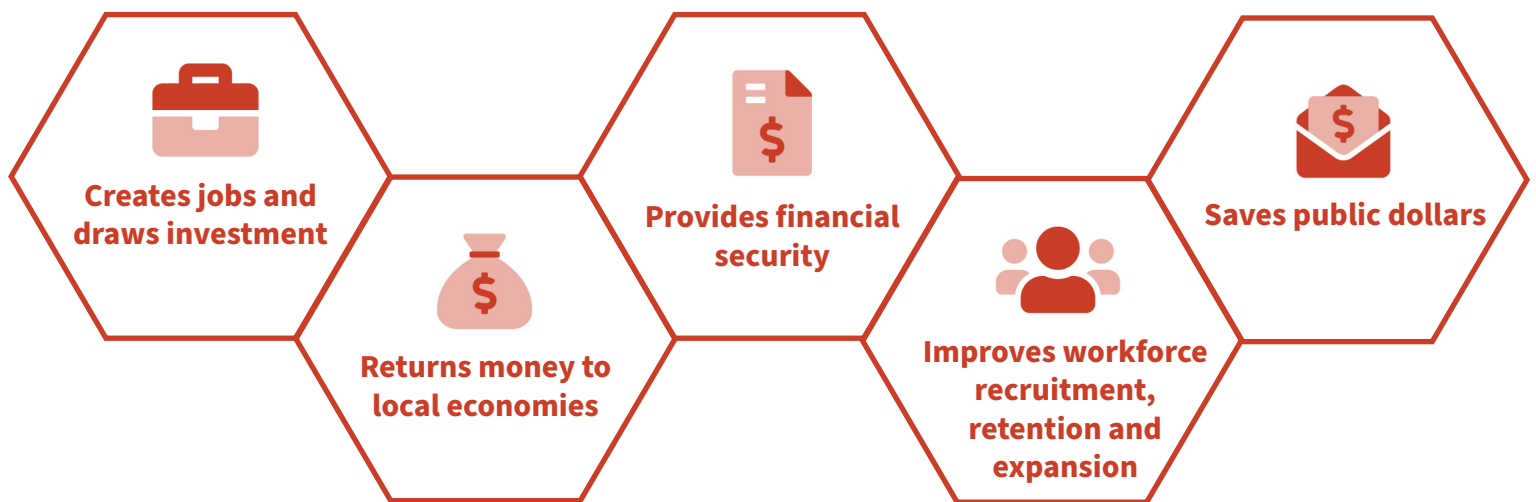 Creates jobs and
draws investment
$
Returns money to
local economies
$
Provides financial
security
Improves workforce
recruitment,
retention and
expansion
$
Saves public dollars